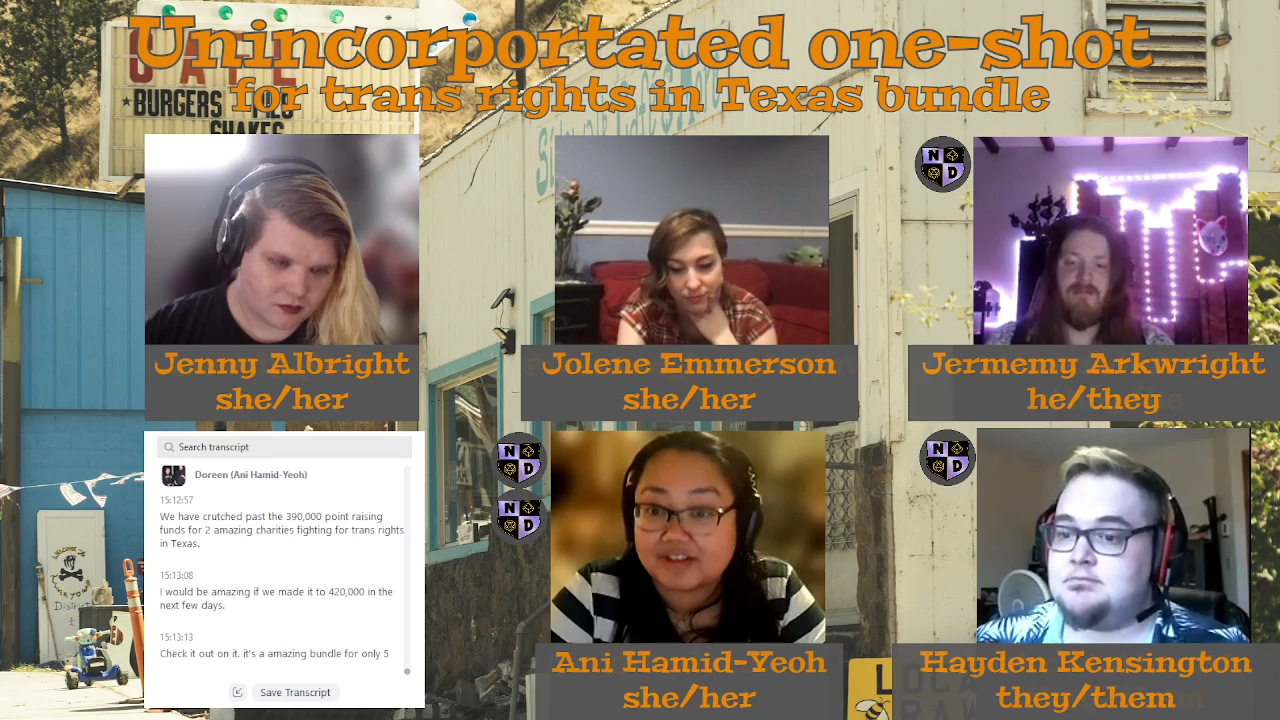 Unincorportated one-shot
for trans rights in Texas bundle
CAFE
BURGERS PIES
SHAKES
Jenny Albright
she/her
Jolene Emmerson
she/her
N
D
Jermemy Arkwright
he/they
Search transcript
Doreen (Ani Hamid-Yeoh)
15:12:57
We have crutched past the 390,000 point raising
funds for 2 amazing charities fighting for trans rights
in Texas.
15:13:08
I would be amazing if we made it to 420,000 in the
next few days.
15:13:13
Check it out on it. it's a amazing bundle for only 5
Save Transcript
N
D
N
D
Ani Hamid-Yeoh
she/her
N
D
Hayden Kensington
they/them
WELCOME
District